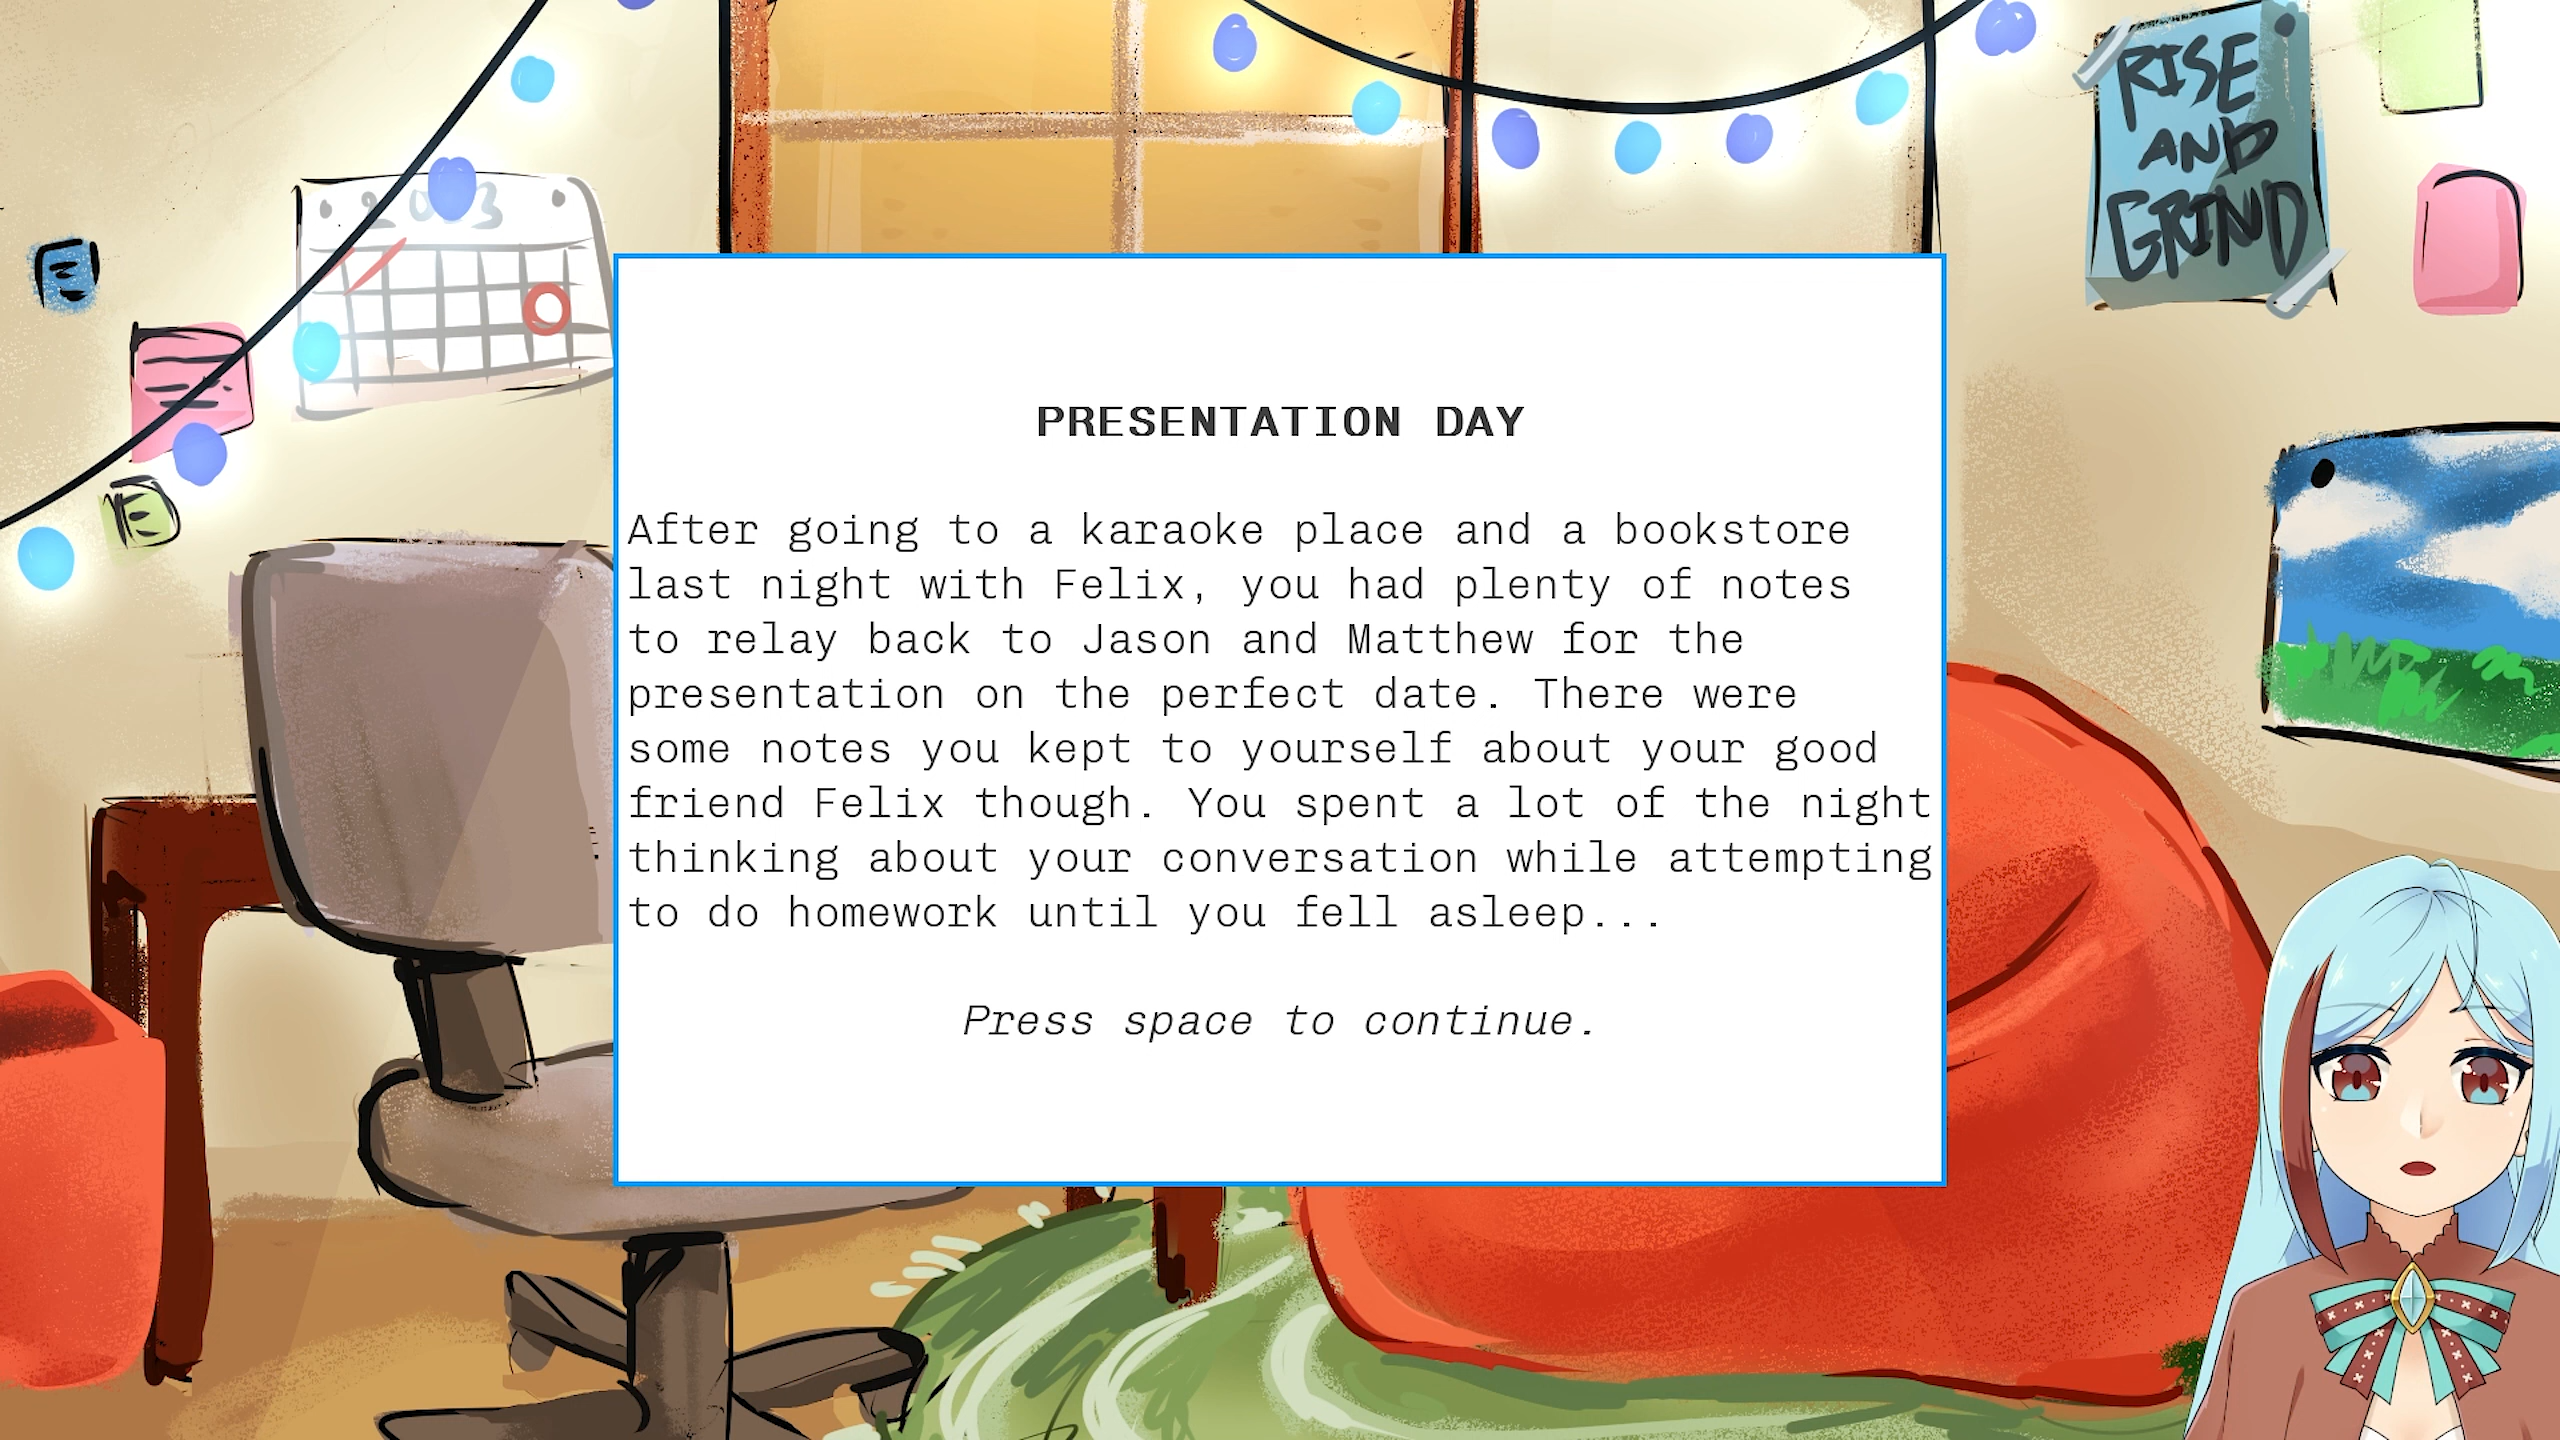 RISE
AND
GRIND
PRESENTATION DAY
After going to a karaoke place and a bookstore
last night with Felix, you had plenty of notes
to relay back to Jason and Matthew for the
presentation on the perfect date. There were
some notes you kept to yourself about your good
friend Felix though. You spent a lot of the night
thinking about your conversation while attempting
to do homework until you fell asleep...
Press space to continue.